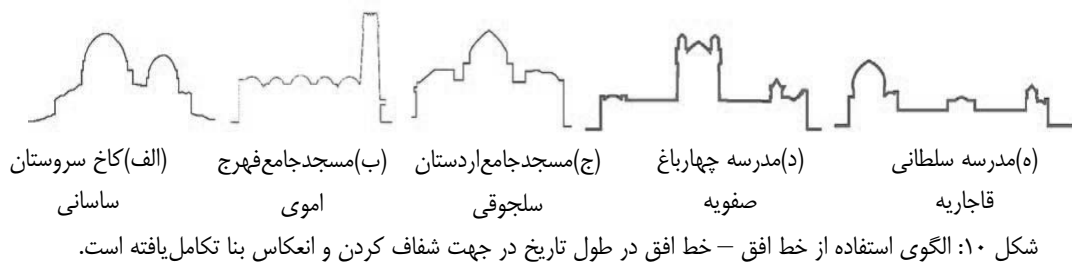 (ه)مدرسه سلطانی (د)مدرسه چهارباغ (ج)مسجدجامع‌اردستان (ب)مسجدجامع‌فهرج (الف)کاخ سروستان
قاجاریه صفویه سلجوقی اموی ساسانی
شکل ۱۰: الگوی استفاده از خط افق – خط افق در طول تاریخ در جهت شفاف کردن و انعکاس بنا تکامل‌یافته است.